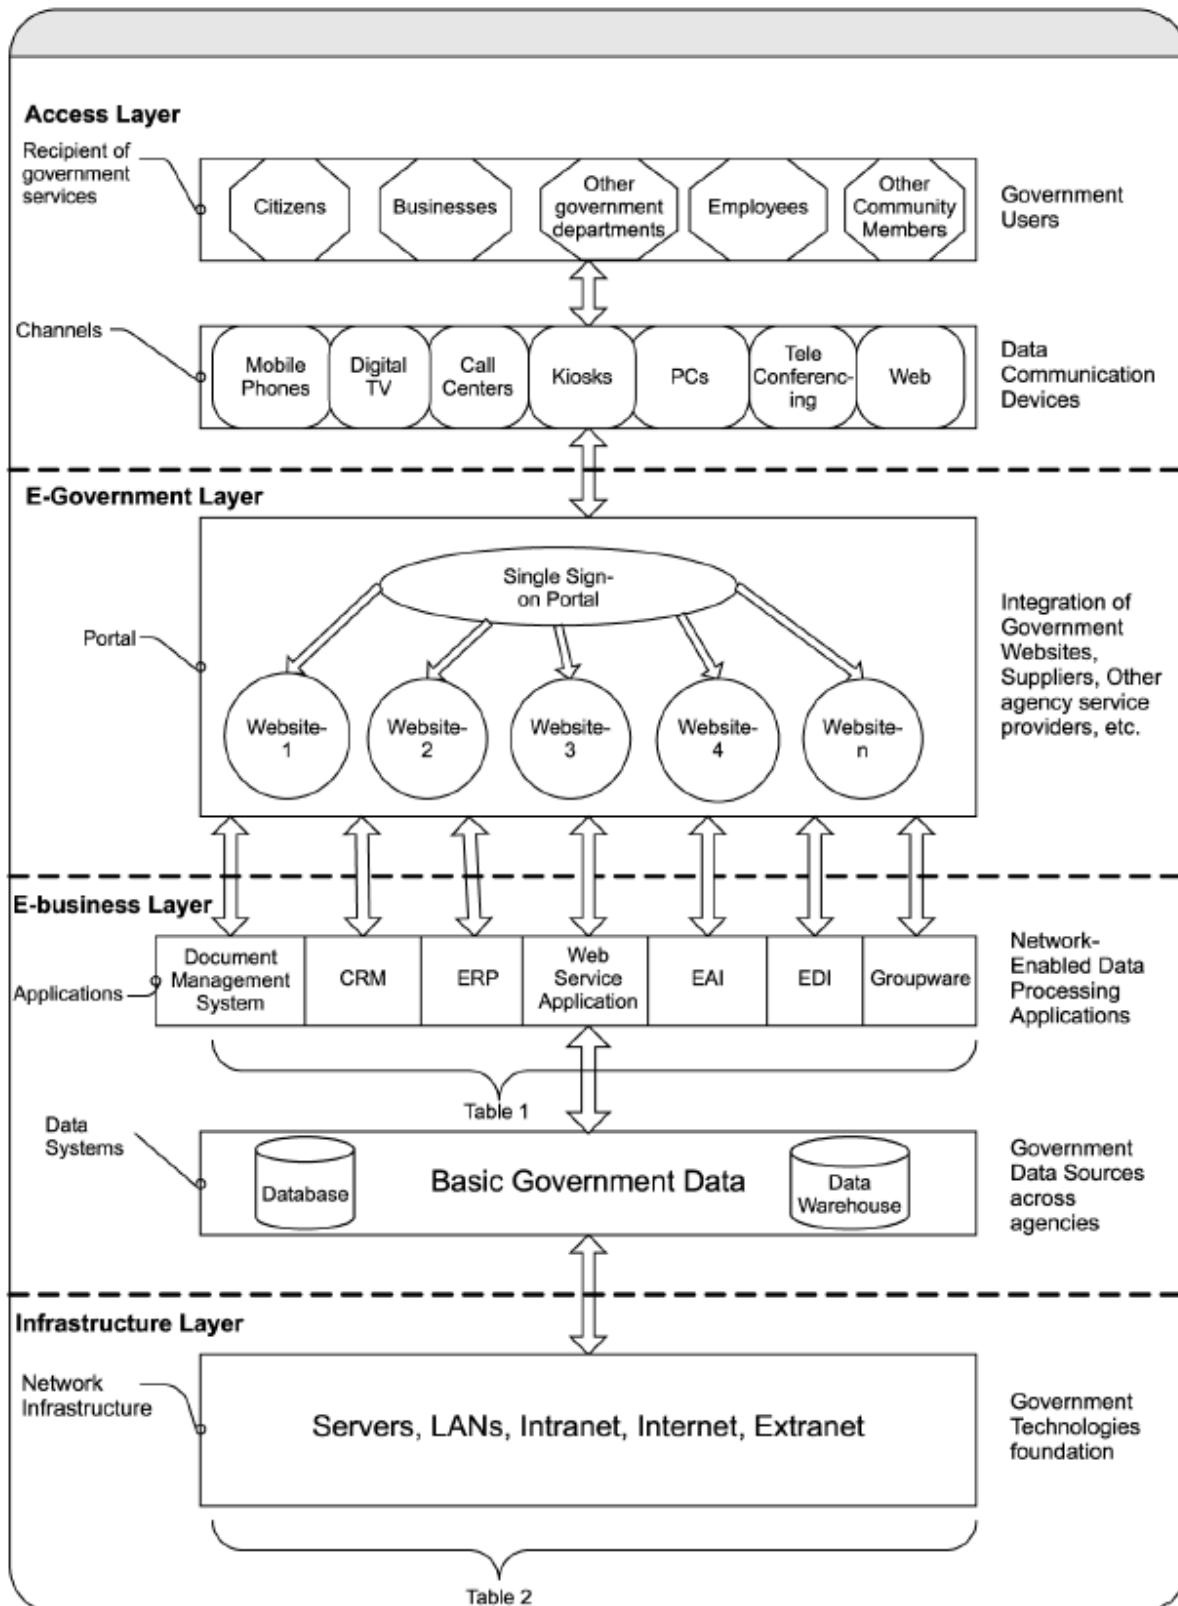 Access Layer
Recipient of
government
services
Citizens
Businesses
Other
government
departments
Employees
Other
Community
Members
Government
Users
Channels
Mobile
Phones
Digital
TV
Call
Centers
Kiosks
PCs
Tele
Conferenc-
ing
Web
Data
Communication
Devices
E-Government Layer
Single Sign-
on Portal
Portal
Website-
1
Website-
2
Website-
3
Website-
4
Website-
n
Integration of
Government
Websites,
Suppliers, Other
agency service
providers, etc.
E-business Layer
Applications
Document
Management
System
CRM
ERP
Web
Service
Application
EAI
EDI
Groupware
Network-
Enabled Data
Processing
Applications
Table 1
Data
Systems
Database
Basic Government Data
Data
Warehouse
Government
Data Sources
across
agencies
Infrastructure Layer
Network
Infrastructure
Servers, LANs, Intranet, Internet, Extranet
Government
Technologies
foundation
Table 2